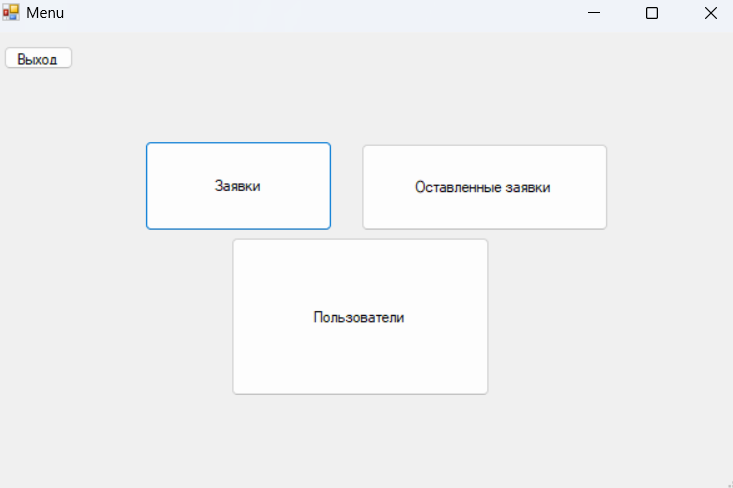 Menu
Выход
Заявки
Оставленные заявки
Пользователи